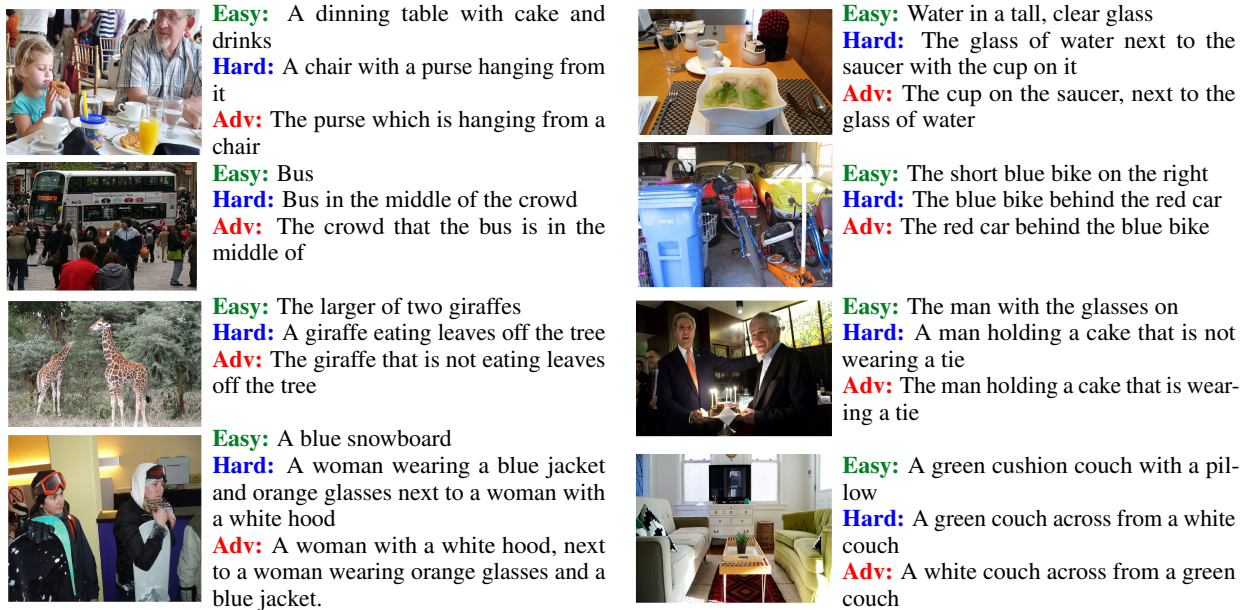 Easy: A dinning table with cake and
drinks
Hard: A chair with a purse hanging from
it
Adv: The purse which is hanging from a
chair
Easy: Bus
Hard: Bus in the middle of the crowd
Adv: The crowd that the bus is in the
middle of
Easy: The larger of two giraffes
Hard: A giraffe eating leaves off the tree
Adv: The giraffe that is not eating leaves
off the tree
Easy: A blue snowboard
Hard: A woman wearing a blue jacket
and orange glasses next to a woman with
a white hood
Adv: A woman with a white hood, next
to a woman wearing orange glasses and a
blue jacket.
Easy: Water in a tall, clear glass
Hard: The glass of water next to the
saucer with the cup on it
Adv: The cup on the saucer, next to the
glass of water
Easy: The short blue bike on the right
Hard: The blue bike behind the red car
Adv: The red car behind the blue bike
Easy: The man with the glasses on
Hard: A man holding a cake that is not
wearing a tie
Adv: The man holding a cake that is wear-
ing a tie
Easy: A green cushion couch with a pil-
low
Hard: A green couch across from a white
couch
Adv: A white couch across from a green
couch